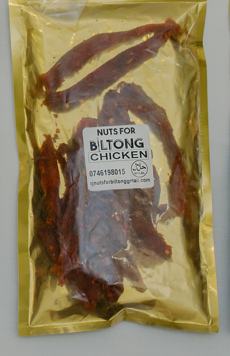 NUTS FOR
BILTONG
CHICKEN
0746198015